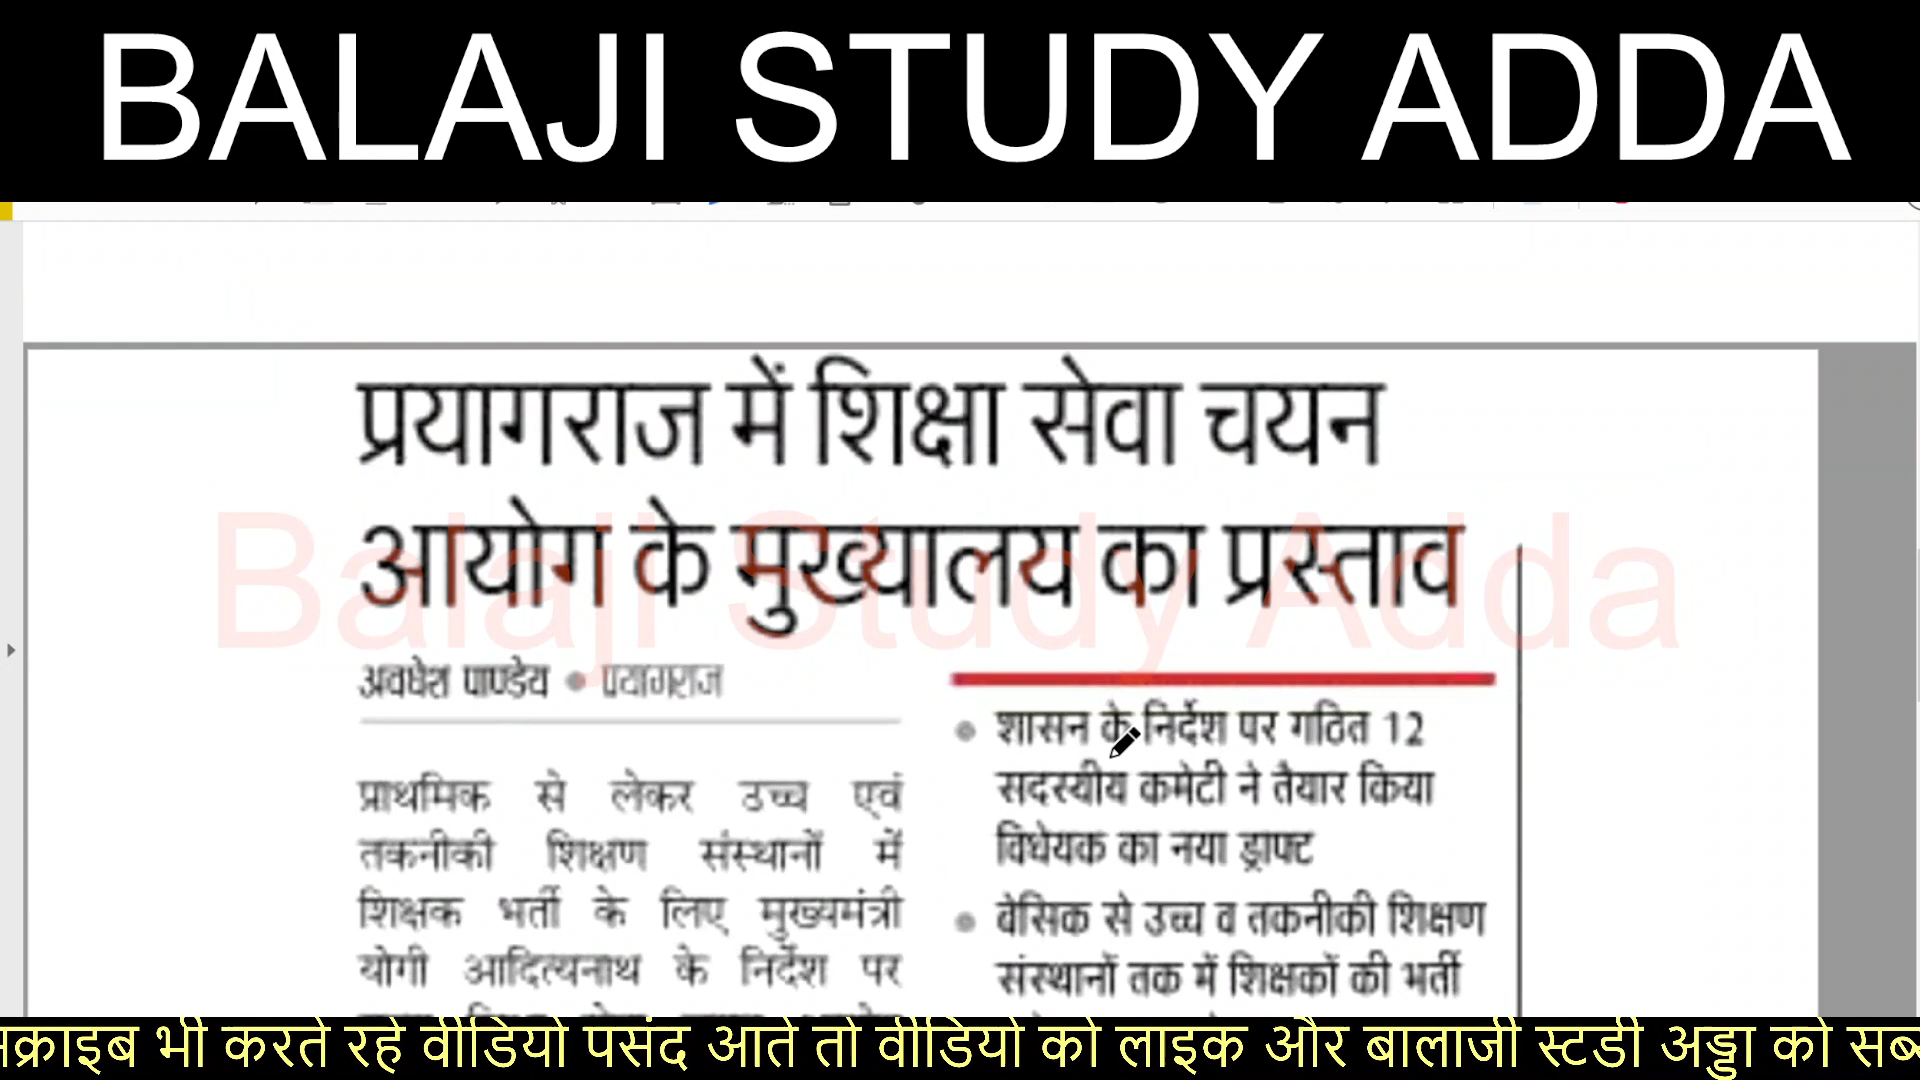 BALAJI STUDY ADDA
प्रयागराज में शिक्षा सेवा चयन
आयोग के मुख्यालय का प्रस्ताव
Balaji Study Adda
अवधेश पाण्डेय • प्रयागराज
प्राथमिक से लेकर उच्च एवं
तकनीकी शिक्षण संस्थानों में
शिक्षक भर्ती के लिए मुख्यमंत्री
योगी आदित्यनाथ के निर्देश पर
• शासन के निर्देश पर गठित 12
सदस्यीय कमेटी ने तैयार किया
विधेयक का नया ड्राफ्ट
• बेसिक से उच्च व तकनीकी शिक्षण
संस्थानों तक में शिक्षकों की भर्ती
भी करते रहे वीडियो पसंद आते तो वीडियो को लाइक और बालाजी स्टडी अड्डा को